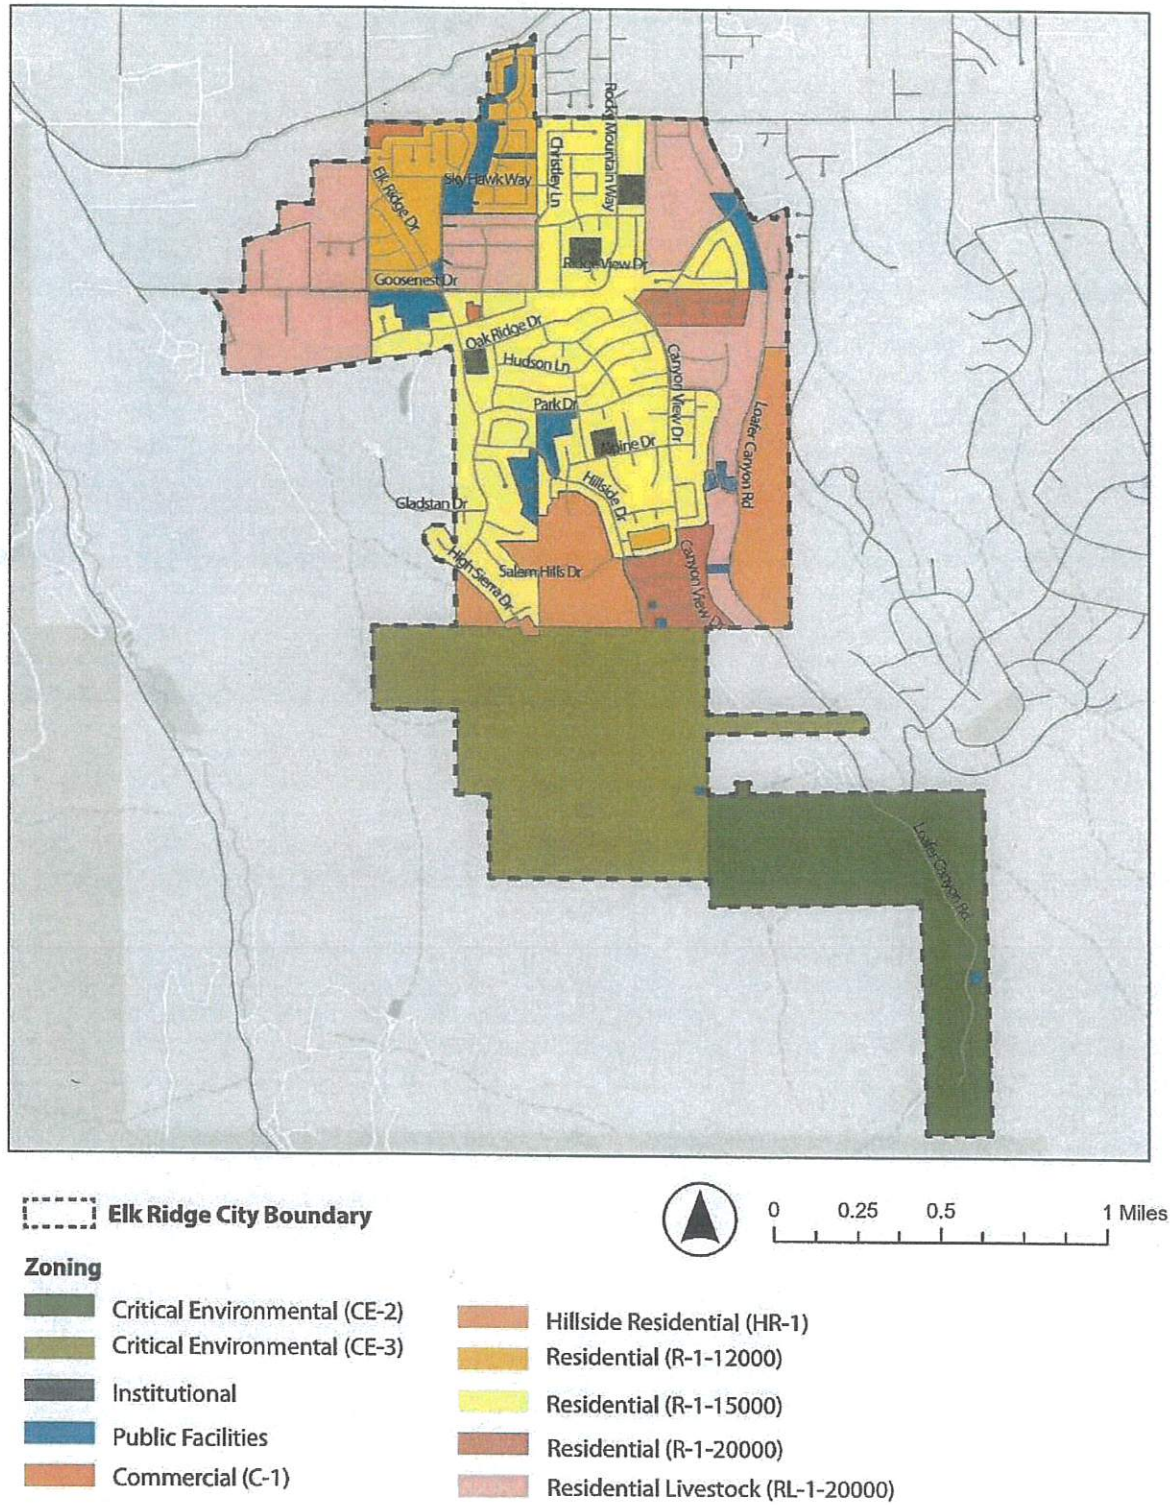 Rocky Mountain Way
Christley Ln
Sky Hawk Way
Elk Ridge Dr
Ridge View Dr
Goosenest Dr
Oak Ridge Dr
Hudson Ln
Canyon View Dr
Park Dr
Loafer Canyon Rd
Alpine Dr
Hillside Dr
Gladstan Dr
High Sierra Dr
Salem Hills Dr
Canyon View Dr
Loafer Canyon Rd
Elk Ridge City Boundary
0 0.25 0.5 1 Miles
Zoning
Critical Environmental (CE-2)
Critical Environmental (CE-3)
Institutional
Public Facilities
Commercial (C-1)
Hillside Residential (HR-1)
Residential (R-1-12000)
Residential (R-1-15000)
Residential (R-1-20000)
Residential Livestock (RL-1-20000)